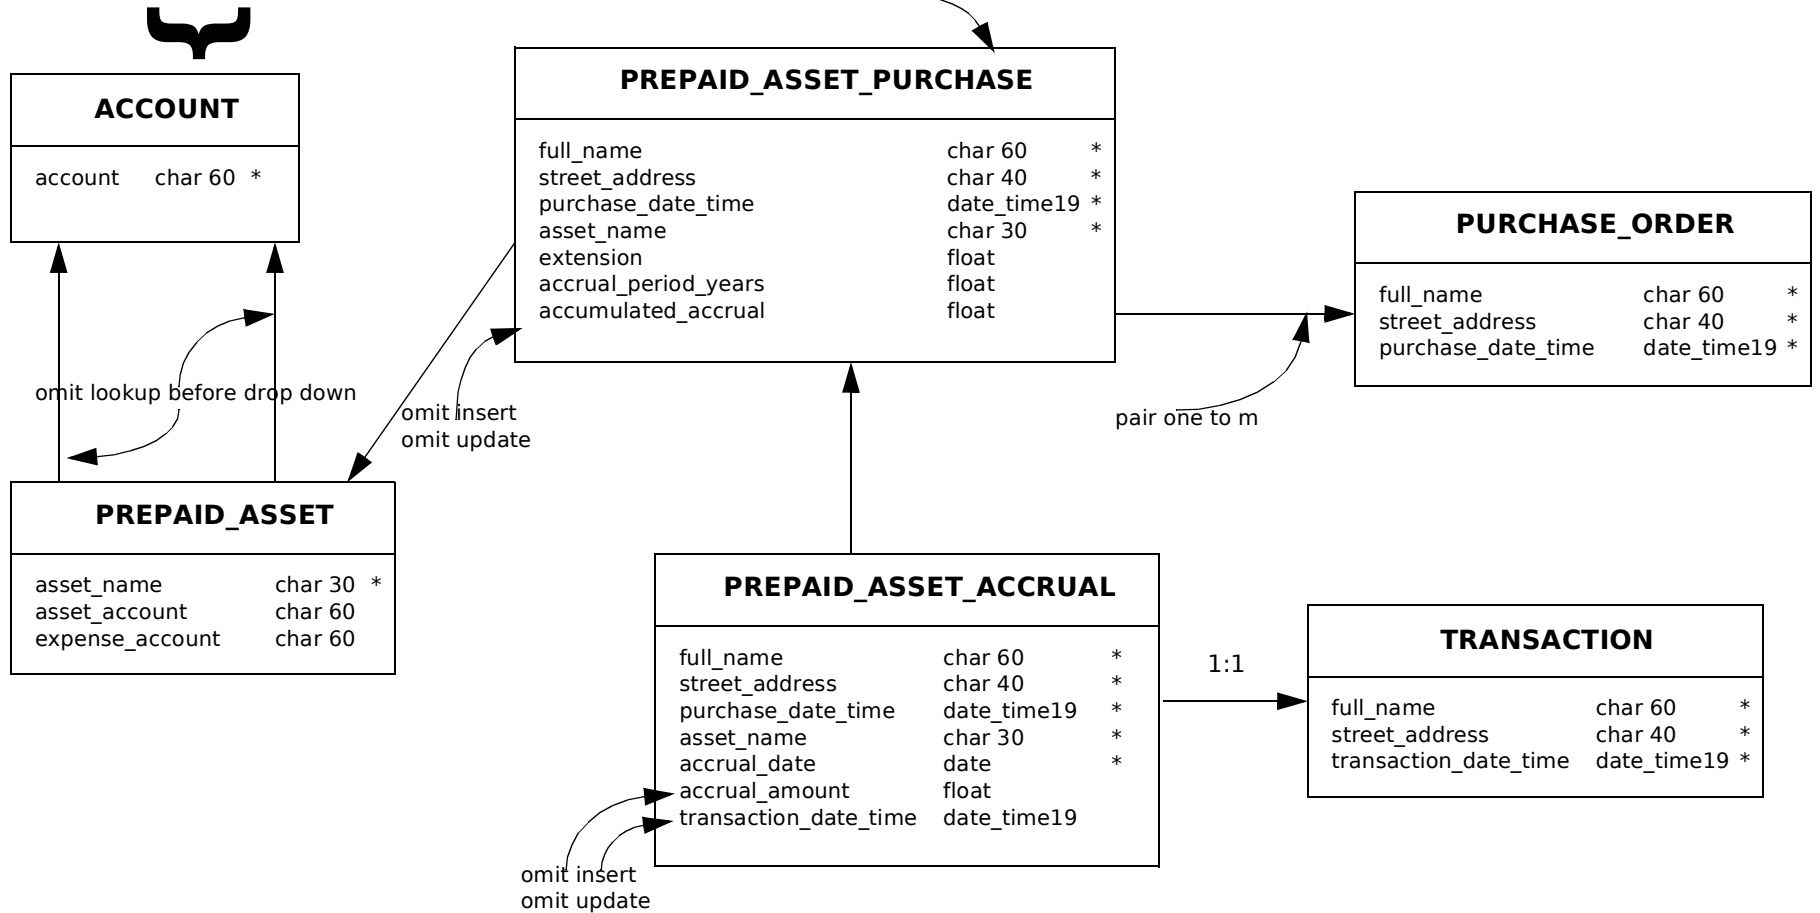 ACCOUNT
account char 60 *
PREPAID_ASSET_PURCHASE
full_name char 60 *
street_address char 40 *
purchase_date_time date_time19 *
asset_name char 30 *
extension float
accrual_period_years float
accumulated_accrual float
PURCHASE_ORDER
full_name char 60 *
street_address char 40 *
purchase_date_time date_time19 *
omit lookup before drop down
omit insert
omit update
pair one to m
PREPAID_ASSET
asset_name char 30 *
asset_account char 60
expense_account char 60
PREPAID_ASSET_ACCRUAL
full_name char 60 *
street_address char 40 *
purchase_date_time date_time19 *
asset_name char 30 *
accrual_date date *
accrual_amount float
transaction_date_time date_time19
omit insert
omit update
1:1
TRANSACTION
full_name char 60 *
street_address char 40 *
transaction_date_time date_time19 *